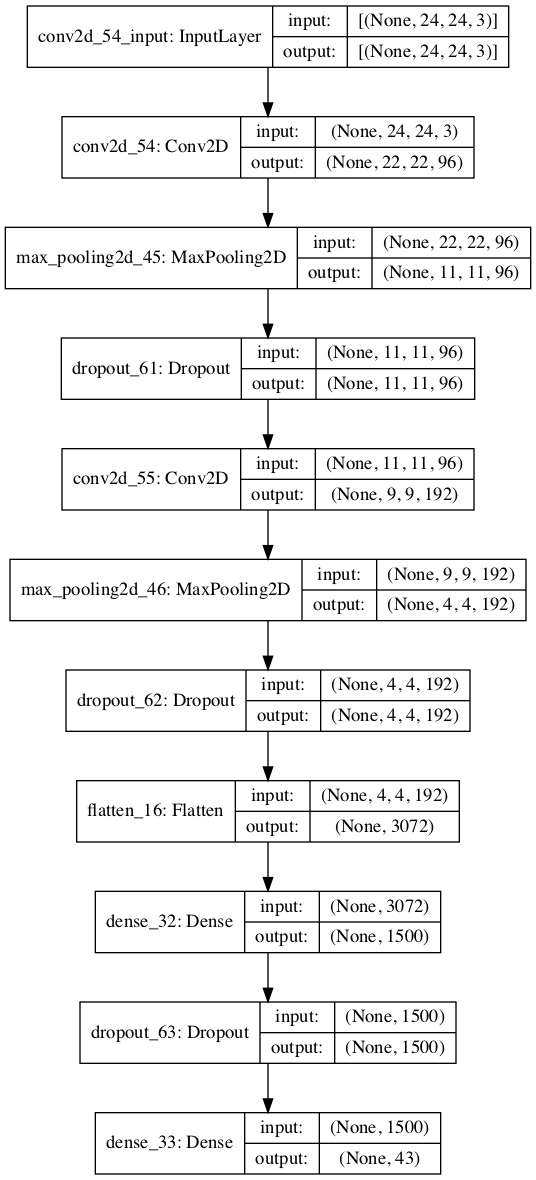 conv2d_54_input: InputLayer
input: [(None, 24, 24, 3)]
output: [(None, 24, 24, 3)]
conv2d_54: Conv2D
input: (None, 24, 24, 3)
output: (None, 22, 22, 96)
max_pooling2d_45: MaxPooling2D
input: (None, 22, 22, 96)
output: (None, 11, 11, 96)
dropout_61: Dropout
input: (None, 11, 11, 96)
output: (None, 11, 11, 96)
conv2d_55: Conv2D
input: (None, 11, 11, 96)
output: (None, 9, 9, 192)
max_pooling2d_46: MaxPooling2D
input: (None, 9, 9, 192)
output: (None, 4, 4, 192)
dropout_62: Dropout
input: (None, 4, 4, 192)
output: (None, 4, 4, 192)
flatten_16: Flatten
input: (None, 4, 4, 192)
output: (None, 3072)
dense_32: Dense
input: (None, 3072)
output: (None, 1500)
dropout_63: Dropout
input: (None, 1500)
output: (None, 1500)
dense_33: Dense
input: (None, 1500)
output: (None, 43)